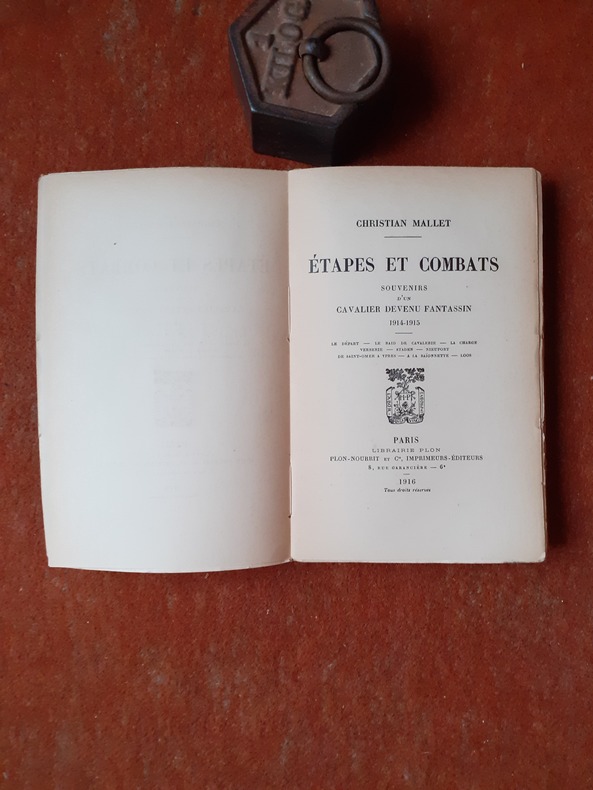 CHRISTIAN MALLET
ÉTAPES ET COMBATS
SOUVENIRS
D'UN
CAVALIER DEVENU FANTASSIN
1914-1915
LE DÉPART — LE RAID DE CAVALERIE — LA CHARGE
VERBERIE — STADEN — NIEUPORT
DE SAINT-OMER A YPRES — A LA BAÏONNETTE — LOOS
PARIS
LIBRAIRIE PLON
PLON-NOURRIT ET Cie, IMPRIMEURS-ÉDITEURS
8, RUE GARANCIÈRE — 6e
1916
Tous droits réservés